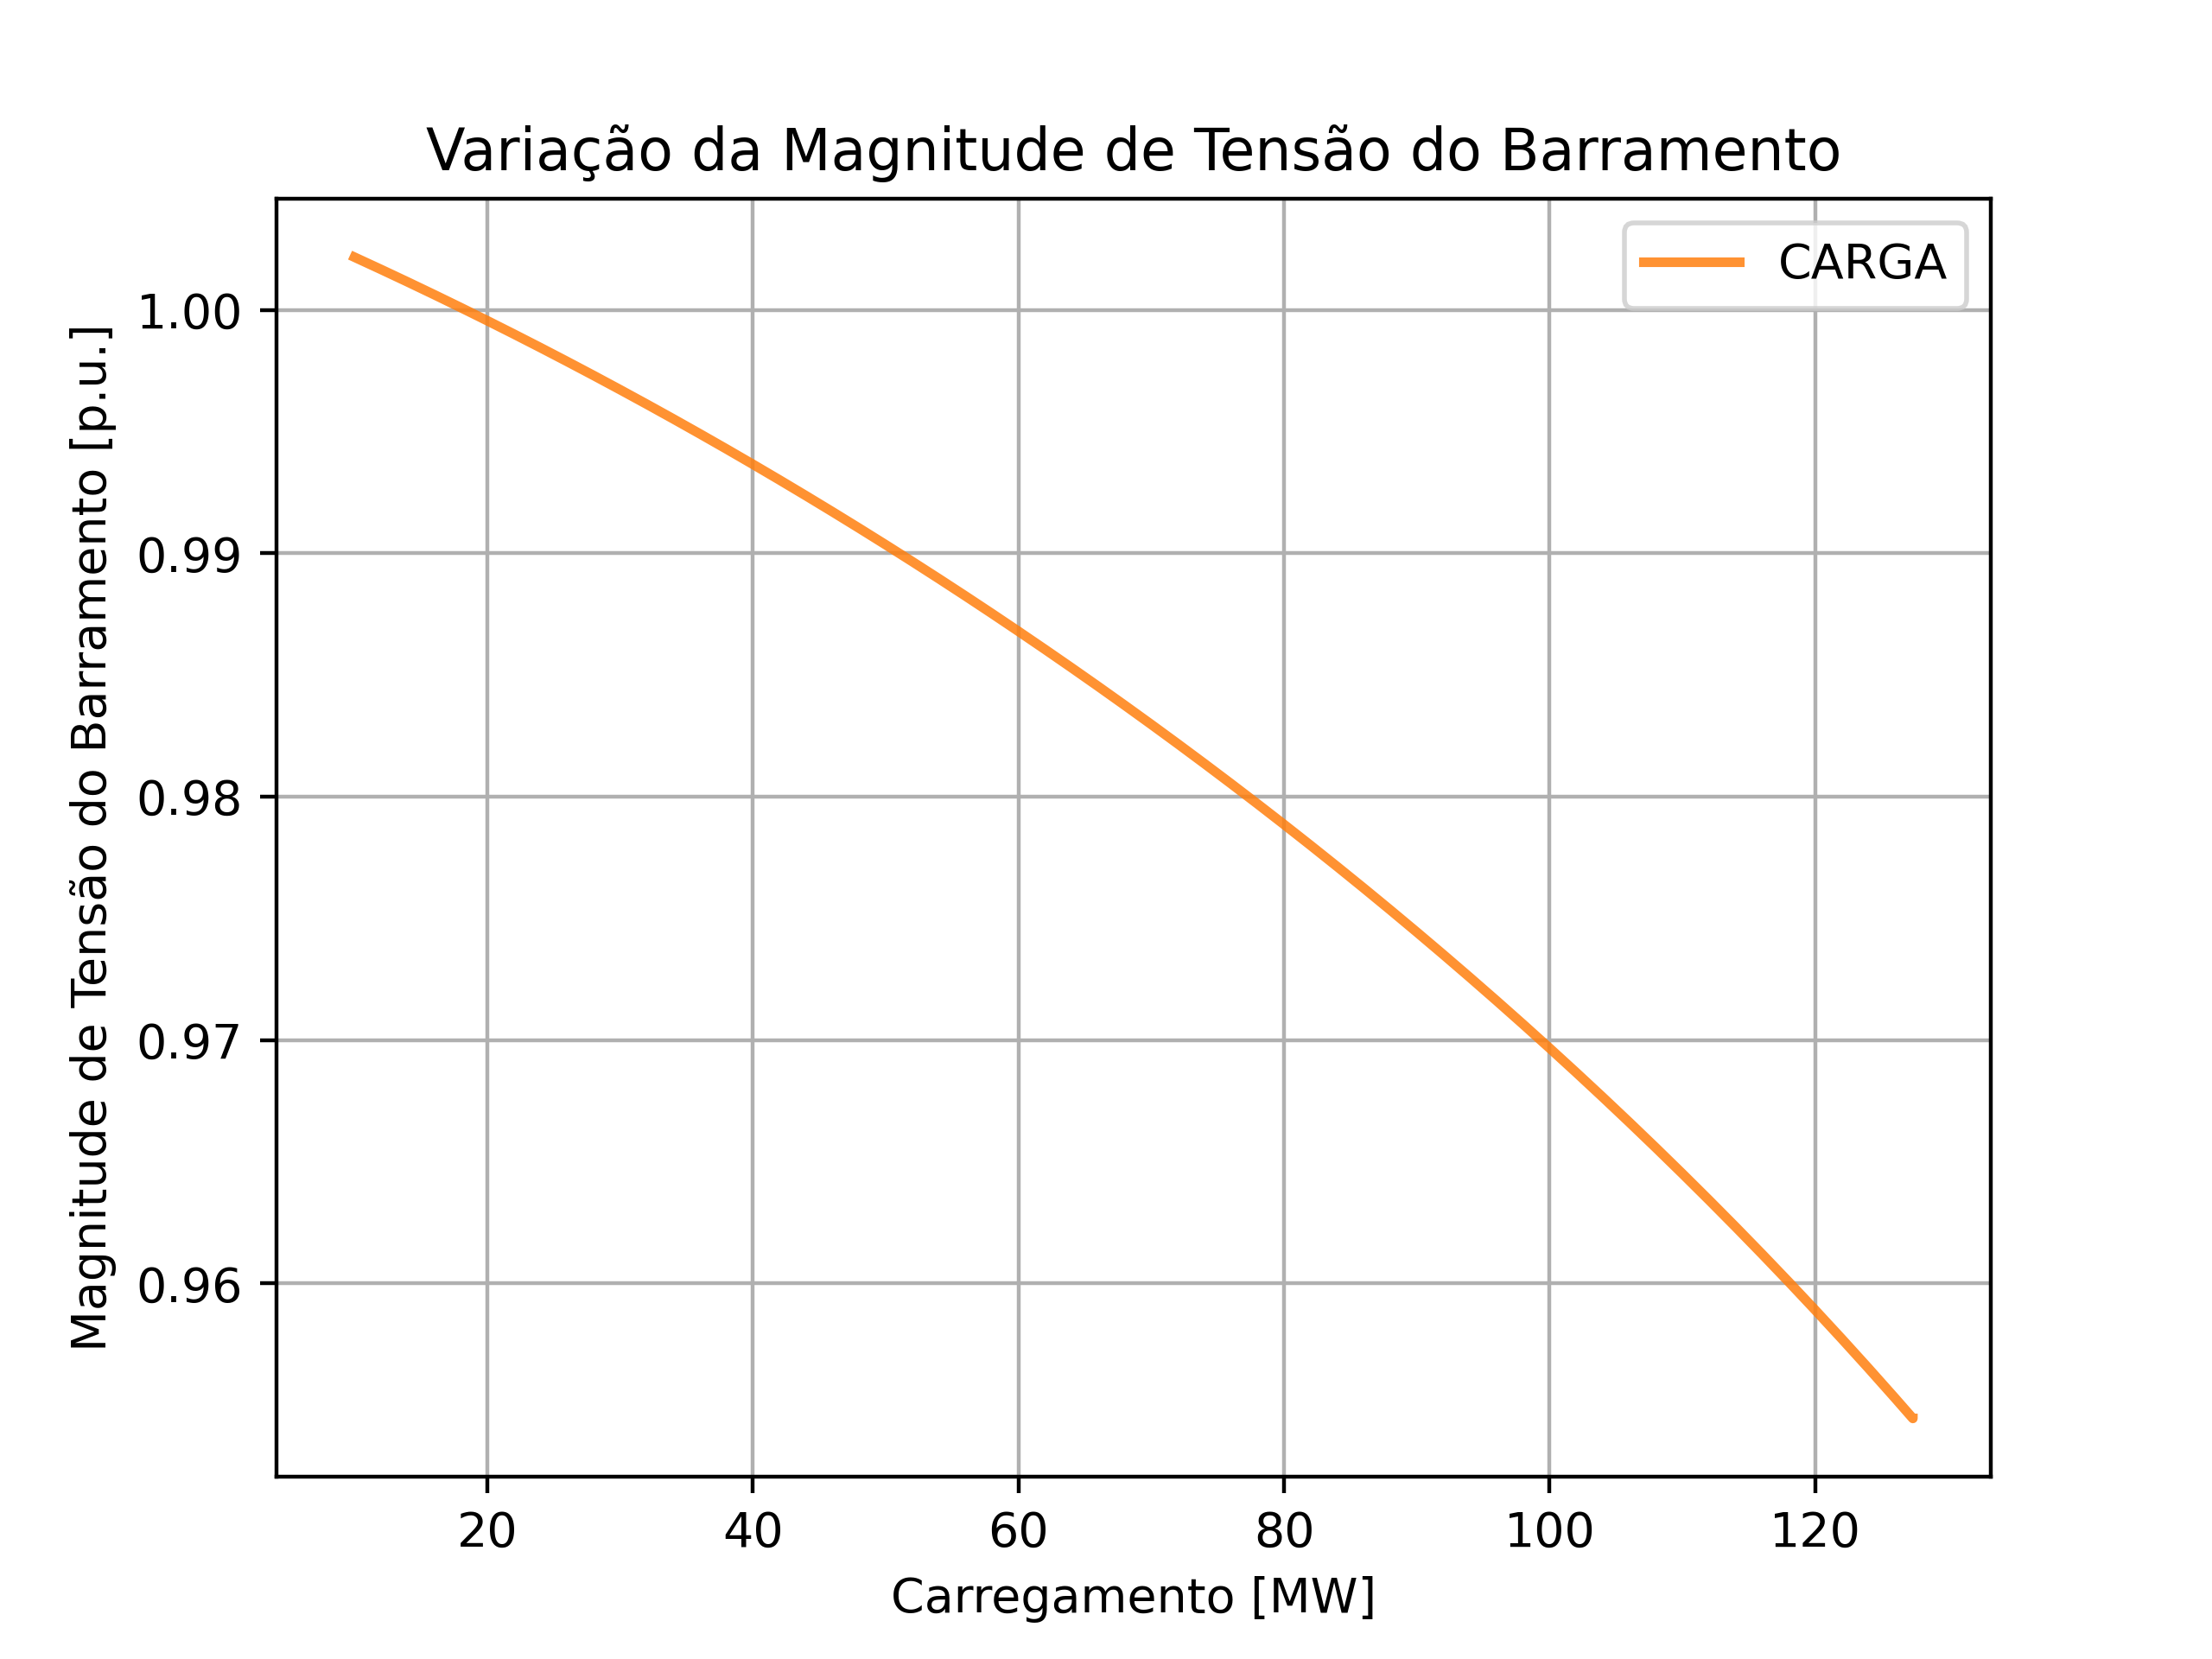 Variação da Magnitude de Tensão do Barramento
CARGA
Magnitude de Tensão do Barramento [p.u.]
1.00
0.99
0.98
0.97
0.96
20 40 60 80 100 120
Carregamento [MW]